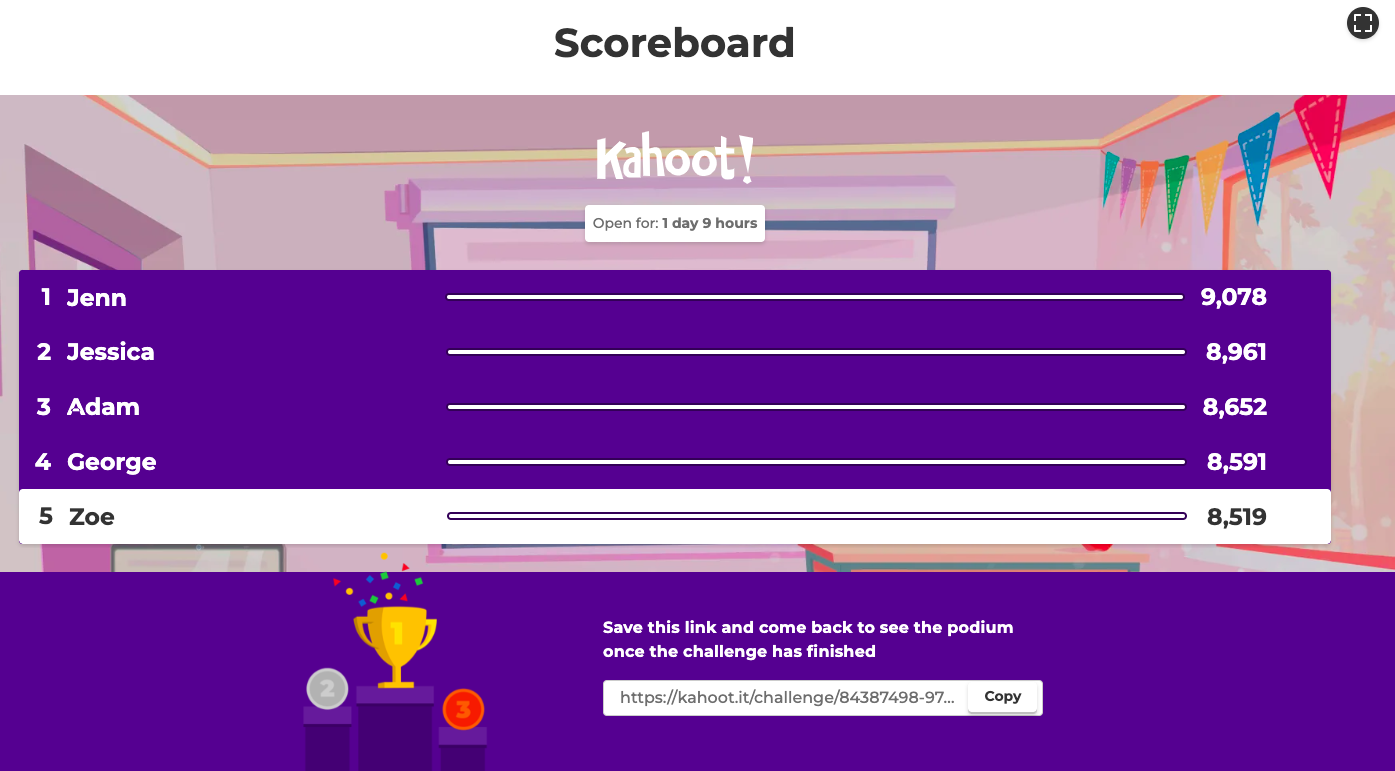 Scoreboard
Kahoot!
Open for: 1 day 9 hours
1 Jenn 9,078
2 Jessica 8,961
3 Adam 8,652
4 George 8,591
5 Zoe 8,519
1
2
3
Save this link and come back to see the podium
once the challenge has finished
https://kahoot.it/challenge/84387498-97... Copy